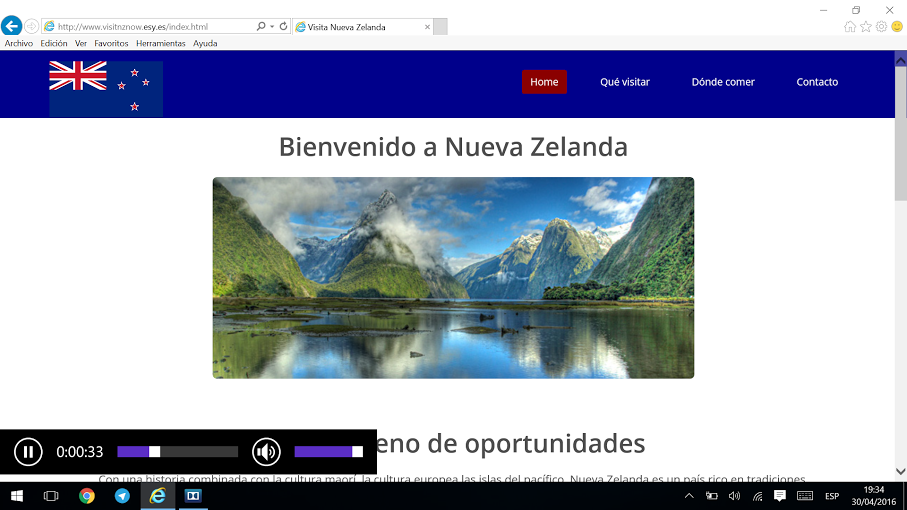 http://www.visitnznow.esy.es/index.html
Visita Nueva Zelanda
Archivo Edición Ver Favoritos Herramientas Ayuda
Home Qué visitar Dónde comer Contacto
Bienvenido a Nueva Zelanda
eno de oportunidades
0:00:33
Con una historia combinada con la cultura maorí, la cultura europea las islas del pacífico, Nueva Zelanda es un país rico en tradiciones
ESP
19:34
30/04/2016